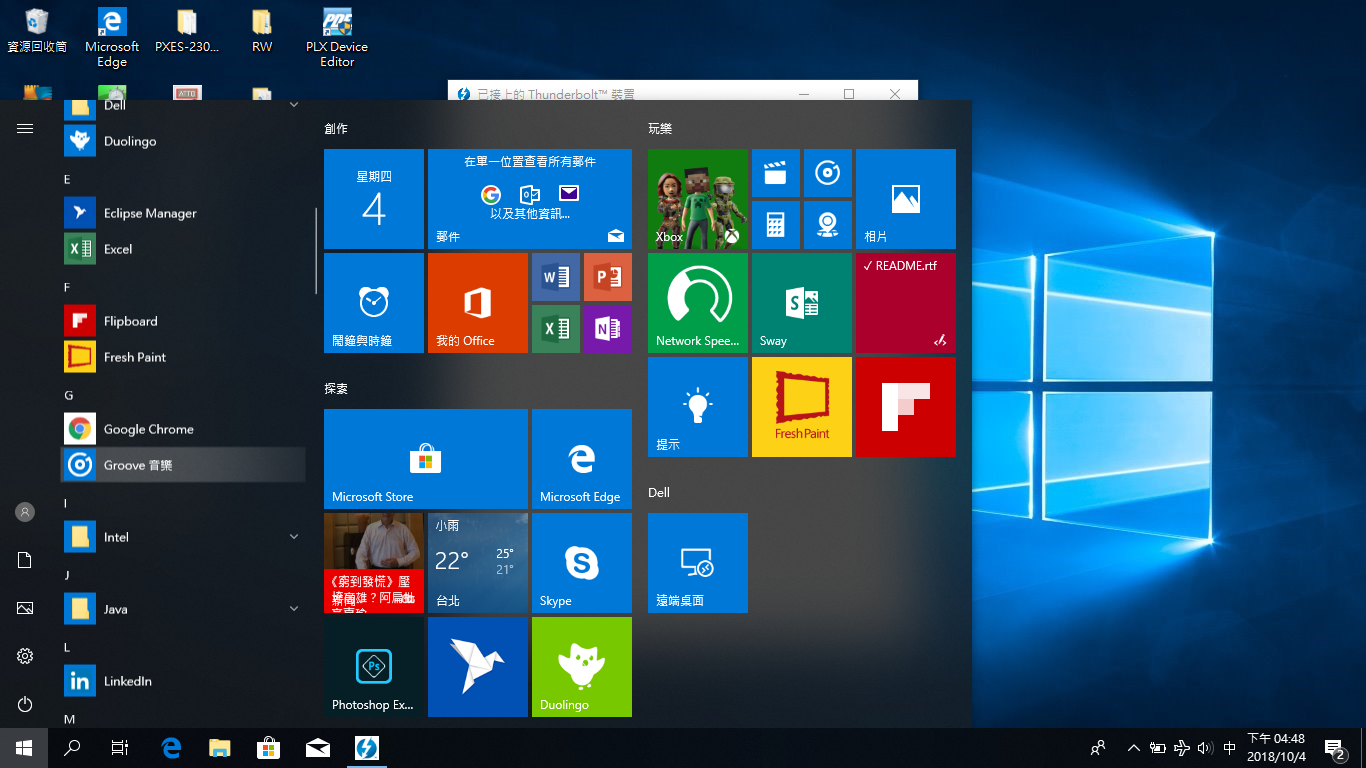 資源回收筒
Microsoft Edge
PXES-230...
RW
PLX Device Editor
已接上的 Thunderbolt™ 裝置
Dell
Duolingo
E
Eclipse Manager
Excel
F
Flipboard
Fresh Paint
G
Google Chrome
Groove 音樂
I
Intel
J
Java
L
LinkedIn
M
創作
星期四
4
在單一位置查看所有郵件
以及其他資訊...
郵件
鬧鐘與時鐘
我的 Office
探索
Microsoft Store
Microsoft Edge
《窮到發慌》壓
小雨
22°
25°
21°
台北
Skype
Photoshop Ex...
Duolingo
玩樂
Xbox
相片
Network Spee...
Sway
✓ README.rtf
提示
Fresh Paint
Dell
遠端桌面
中
下午 04:48
2018/10/4
2